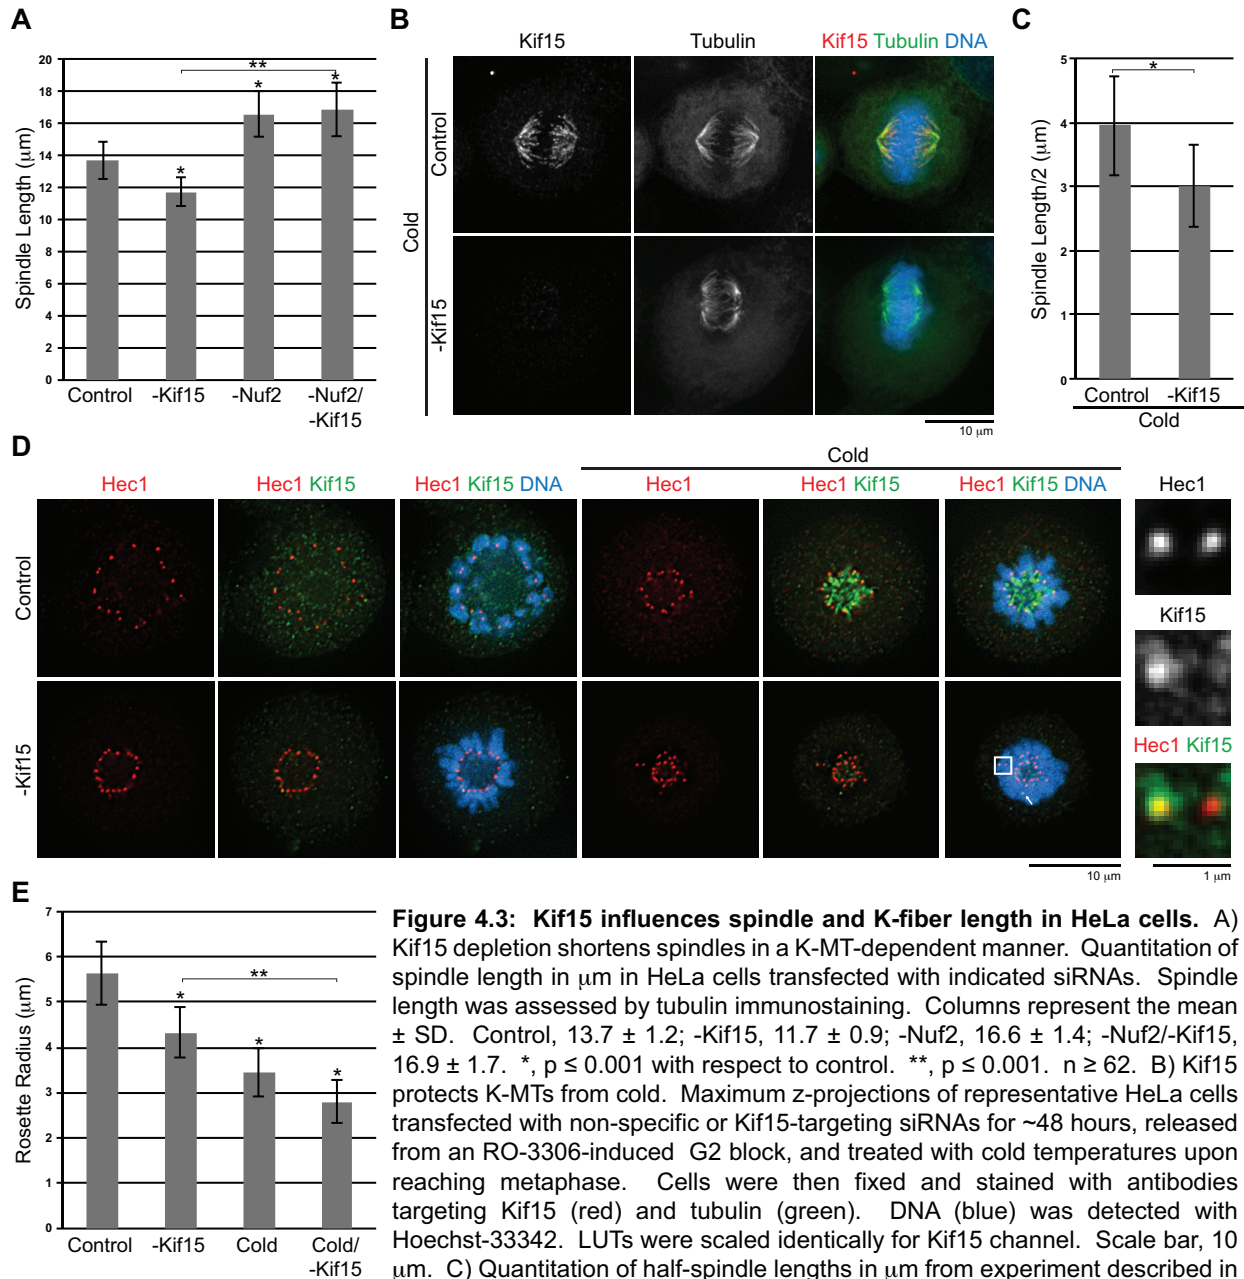 A
Spindle Length (μm)
20
18
16
14
12
10
8
6
4
2
0
**
*
*
*
Control -Kif15 -Nuf2 -Nuf2/
-Kif15
B
Kif15 Tubulin Kif15 Tubulin DNA
Cold
Control
-Kif15
10 μm
C
Spindle Length/2 (μm)
5
4
3
2
1
0
*
Control -Kif15
Cold
D
Cold
Hec1 Hec1 Kif15 Hec1 Kif15 DNA Hec1 Hec1 Kif15 Hec1 Kif15 DNA
Control
-Kif15
10 μm
Hec1
Kif15
Hec1 Kif15
1 μm
E
Rosette Radius (μm)
7
6
5
4
3
2
1
0
**
*
*
*
Control -Kif15 Cold Cold/
-Kif15
Figure 4.3: Kif15 influences spindle and K-fiber length in HeLa cells. A)
Kif15 depletion shortens spindles in a K-MT-dependent manner. Quantitation of
spindle length in μm in HeLa cells transfected with indicated siRNAs. Spindle
length was assessed by tubulin immunostaining. Columns represent the mean
± SD. Control, 13.7 ± 1.2; -Kif15, 11.7 ± 0.9; -Nuf2, 16.6 ± 1.4; -Nuf2/-Kif15,
16.9 ± 1.7. *, p ≤ 0.001 with respect to control. **, p ≤ 0.001. n ≥ 62. B) Kif15
protects K-MTs from cold. Maximum z-projections of representative HeLa cells
transfected with non-specific or Kif15-targeting siRNAs for ~48 hours, released
from an RO-3306-induced G2 block, and treated with cold temperatures upon
reaching metaphase. Cells were then fixed and stained with antibodies
targeting Kif15 (red) and tubulin (green). DNA (blue) was detected with
Hoechst-33342. LUTs were scaled identically for Kif15 channel. Scale bar, 10
μm. C) Quantitation of half-spindle lengths in μm from experiment described in